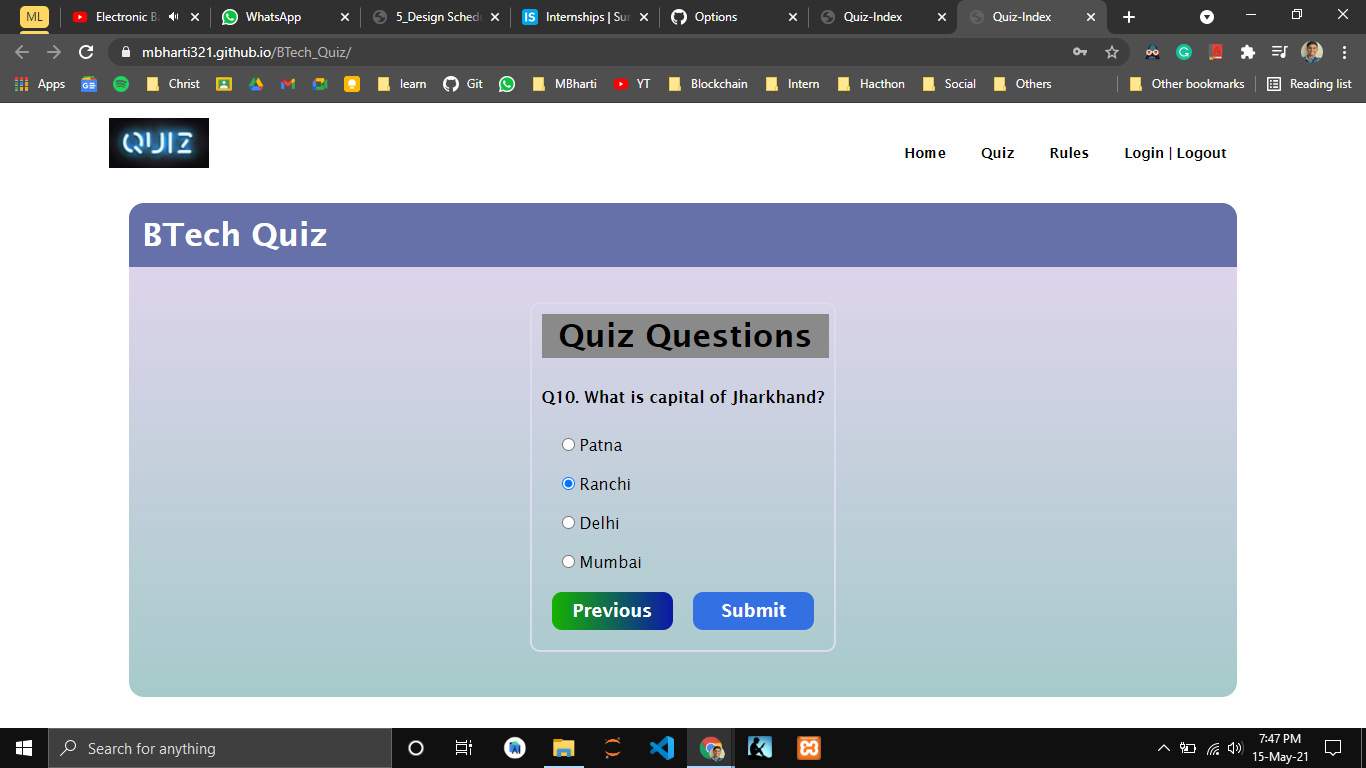 ML
Electronic Ba
WhatsApp
5_Design Sched
Internships | Sum
Options
Quiz-Index
Quiz-Index
mbharti321.github.io/BTech_Quiz/
Apps
Christ
learn
Git
MBharti
YT
Blockchain
Intern
Hacthon
Social
Others
Other bookmarks
Reading list
QUIZ
Home
Quiz
Rules
Login | Logout
BTech Quiz
Quiz Questions
Q10. What is capital of Jharkhand?
Patna
Ranchi
Delhi
Mumbai
Previous
Submit
Search for anything
7:47 PM
15-May-21